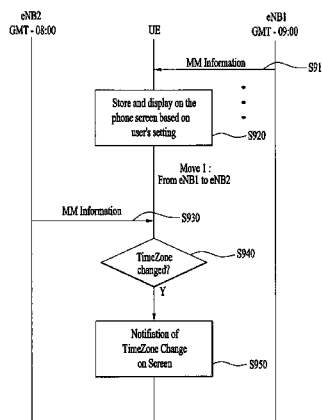 eNB2
GMT - 08:00
UE
eNB1
GMT - 09:00
MM Information
S91
Store and display on the
phone screen based on
user's setting
S920
Move 1 :
From eNB1 to eNB2
MM Information
S930
TimeZone
changed?
S940
Y
Notifiation of
TimeZone Change
on Screen
S950